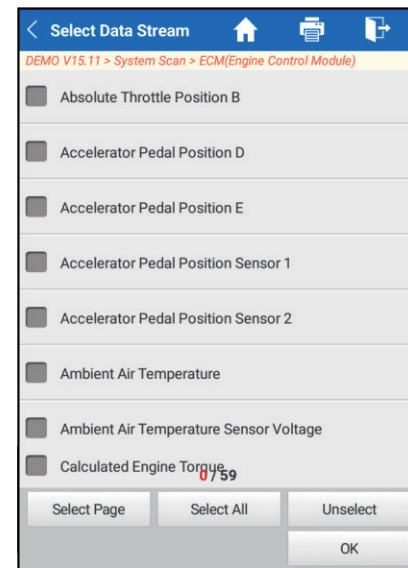 Select Data Stream
DEMO V15.11 > System Scan > ECM(Engine Control Module)
Absolute Throttle Position B
Accelerator Pedal Position D
Accelerator Pedal Position E
Accelerator Pedal Position Sensor 1
Accelerator Pedal Position Sensor 2
Ambient Air Temperature
Ambient Air Temperature Sensor Voltage
Calculated Engine Torque
0/59
Select Page Select All Unselect
OK